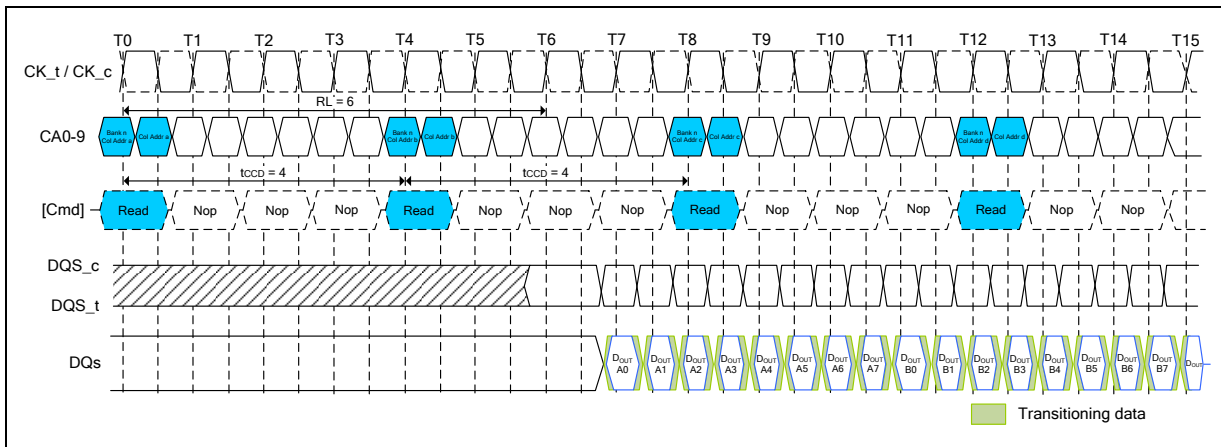 T0 T1 T2 T3 T4 T5 T6 T7 T8 T9 T10 T11 T12 T13 T14 T15
CK_t / CK_c
RL = 6
CA0-9
Bank n Col Addr a
Col Addr a
Bank n Col Addr b
Col Addr b
Bank n Col Addr c
Col Addr c
Bank n Col Addr d
Col Addr d
tCCD = 4
tCCD = 4
[Cmd] Read Nop Nop Nop Read Nop Nop Nop Read Nop Nop Nop Read Nop Nop
DQS_c
DQS_t
DQs
DOUT A0
DOUT A1
DOUT A2
DOUT A3
DOUT A4
DOUT A5
DOUT A6
DOUT A7
DOUT B0
DOUT B1
DOUT B2
DOUT B3
DOUT B4
DOUT B5
DOUT B6
DOUT B7
DOUT
Transitioning data